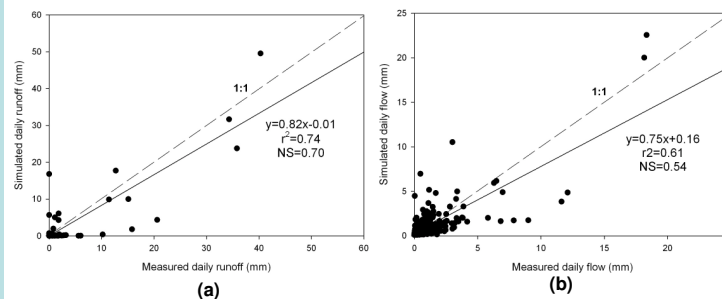 Simulated daily runoff (mm)
60
50
40
30
20
10
0
1:1
y=0.82x-0.01
r²=0.74
NS=0.70
0 10 20 30 40 50 60
Measured daily runoff (mm)
(a)
Simulated daily flow (mm)
25
20
15
10
5
0
1:1
y=0.75x+0.16
r2=0.61
NS=0.54
0 5 10 15 20
Measured daily flow (mm)
(b)